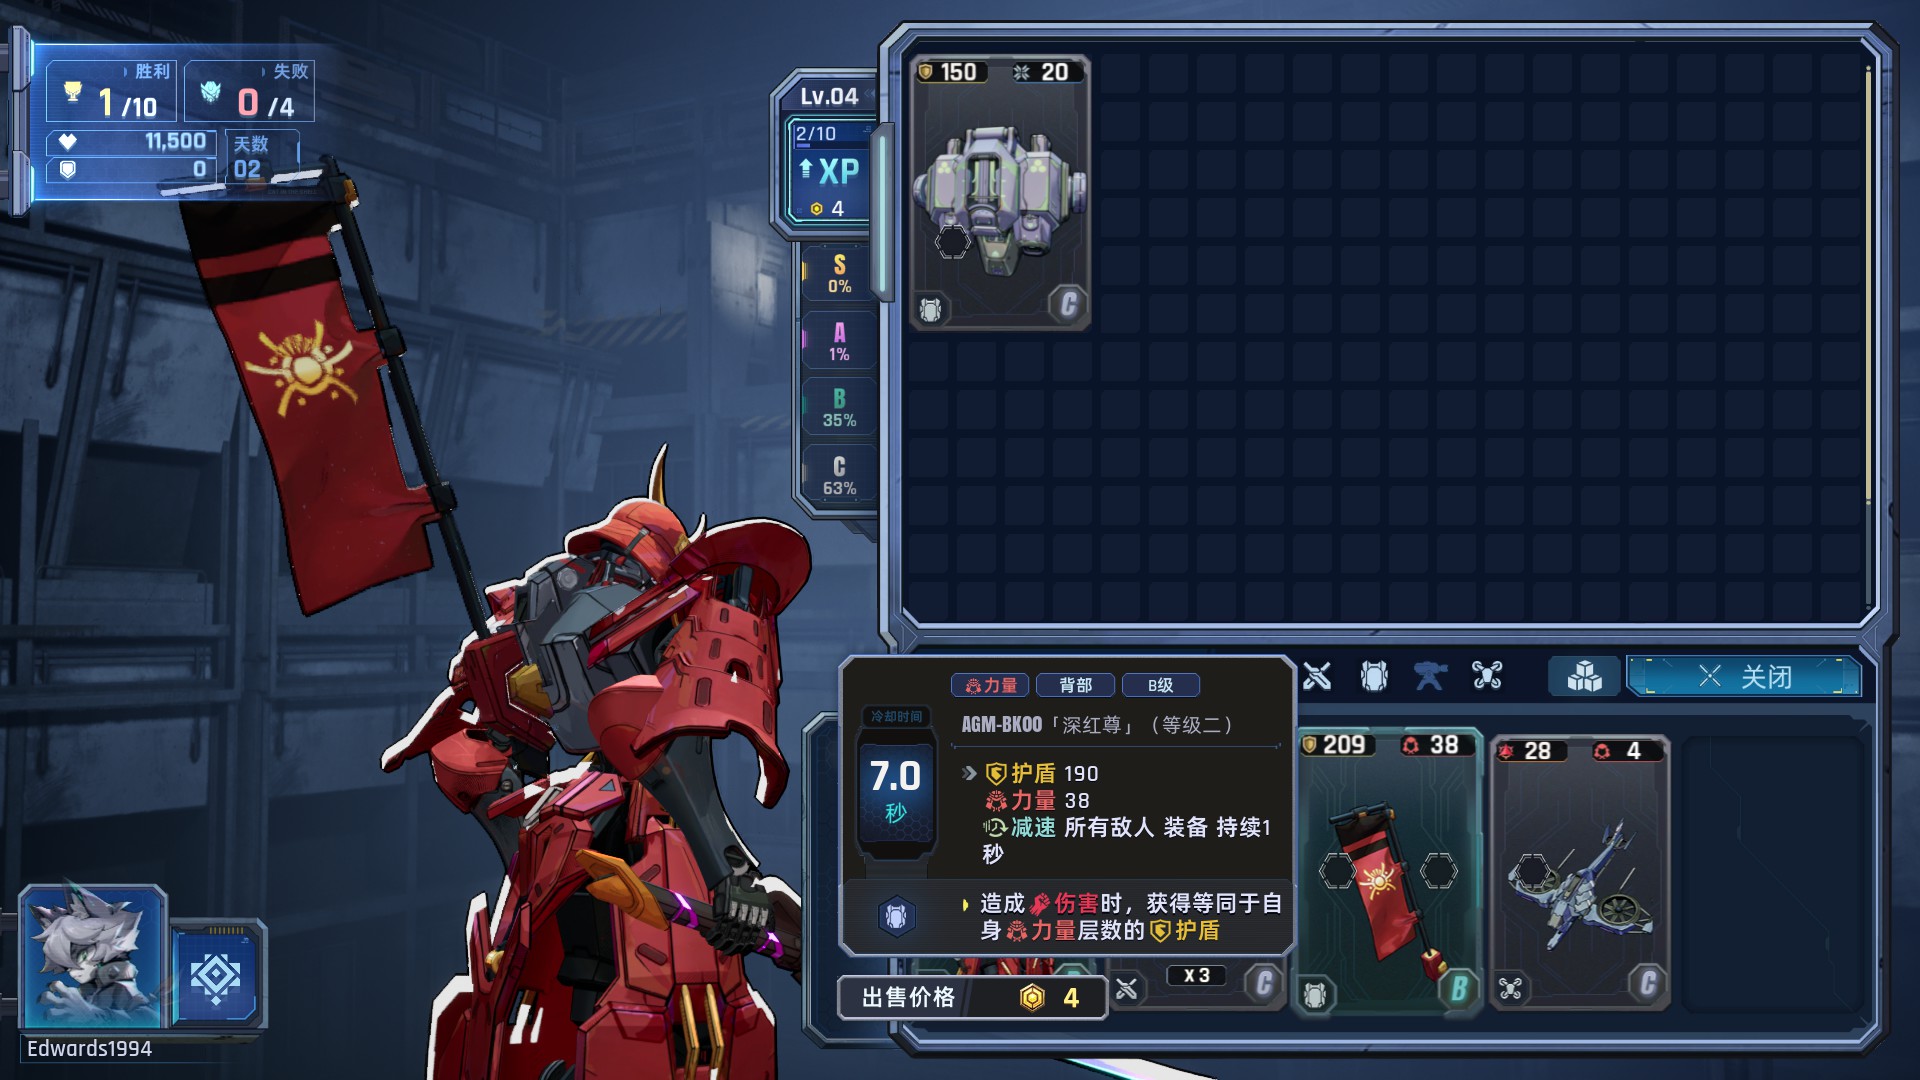 胜利
1/10
失败
0/4
11,500
0
天数
02
Lv.04
2/10
XP
4
S
0%
A
1%
B
35%
C
63%
150
20
C
关闭
力量
背部
B级
AGM-BK00「深红尊」（等级二）
冷却时间
7.0
秒
护盾 190
力量 38
减速 所有敌人 装备 持续1
秒
造成伤害时，获得等同于自
身力量层数的护盾
出售价格
4
x3
C
209
38
B
28
4
C
Edwards1994